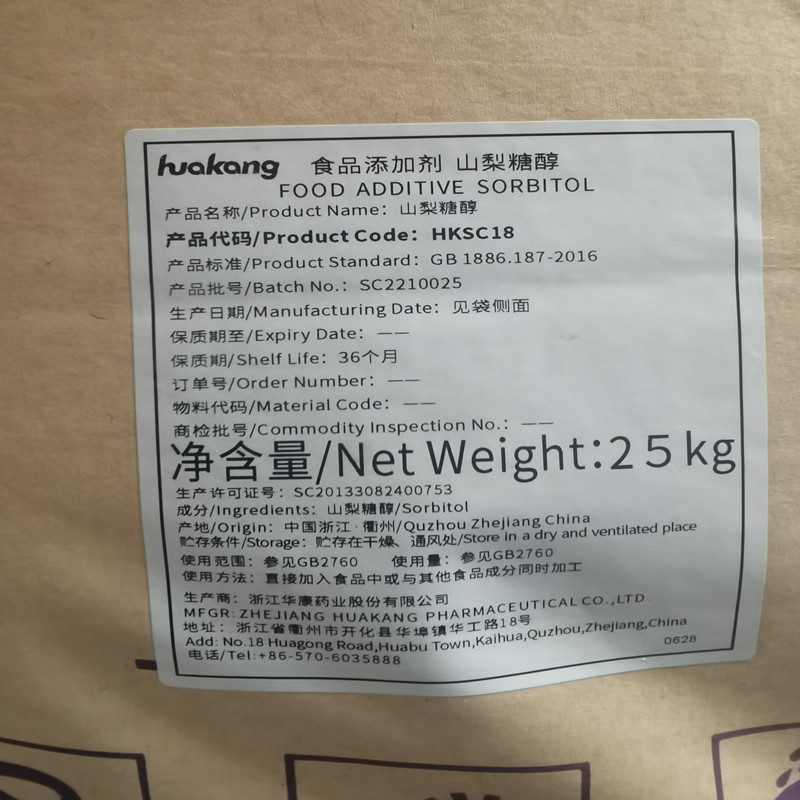 huakang 食品添加剂 山梨糖醇
FOOD ADDITIVE SORBITOL
产品名称/Product Name：山梨糖醇
产品代码/Product Code：HKSC18
产品标准/Product Standard：GB 1886.187-2016
产品批号/Batch No.：SC2210025
生产日期/Manufacturing Date：见袋侧面
保质期至/Expiry Date：——
保质期/Shelf Life：36个月
订单号/Order Number：——
物料代码/Material Code：——
商检批号/Commodity Inspection No.：——
净含量/Net Weight:25kg
生产许可证号：SC20133082400753
成分/Ingredients：山梨糖醇/Sorbitol
产地/Origin：中国浙江·衢州/Quzhou Zhejiang China
贮存条件/Storage：贮存在干燥、通风处/Store in a dry and ventilated place
使用范围：参见GB2760 使用量：参见GB2760
使用方法：直接加入食品中或与其他食品成分同时加工
生产商：浙江华康药业股份有限公司
MFGR: ZHEJIANG HUAKANG PHARMACEUTICAL CO.,LTD
地址：浙江省衢州市开化县华埠镇华工路18号
Add: No.18 Huagong Road,Huabu Town,Kaihua,Quzhou,Zhejiang,China
电话/Tel:+86-570-6035888
0628